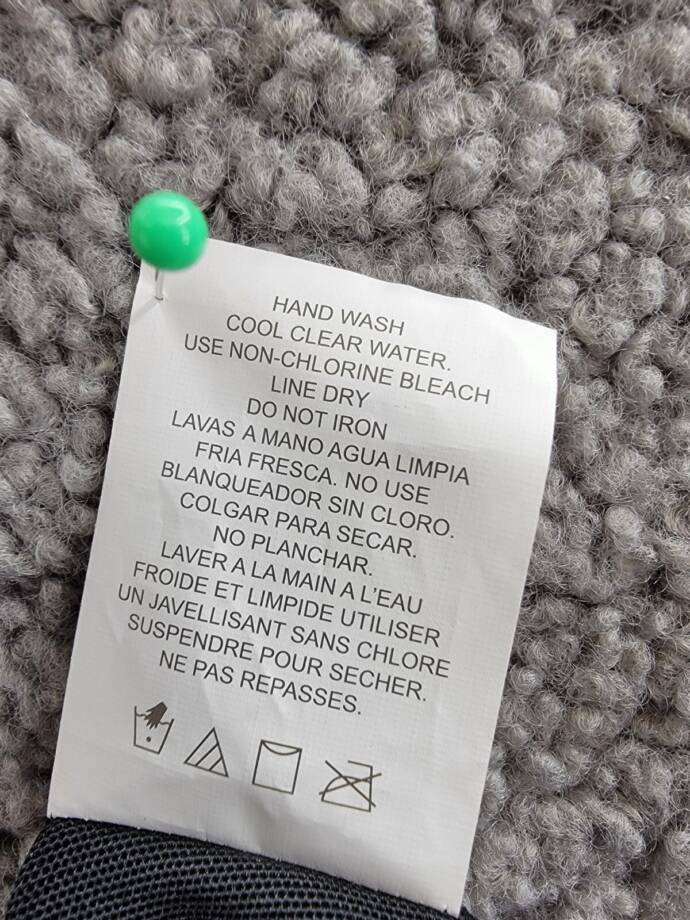 HAND WASH
COOL CLEAR WATER.
USE NON-CHLORINE BLEACH
LINE DRY
DO NOT IRON
LAVAS A MANO AGUA LIMPIA
FRIA FRESCA. NO USE
BLANQUEADOR SIN CLORO.
COLGAR PARA SECAR.
NO PLANCHAR.
LAVER A LA MAIN A L'EAU
FROIDE ET LIMPIDE UTILISER
UN JAVELLISANT SANS CHLORE
SUSPENDRE POUR SECHER.
NE PAS REPASSES.